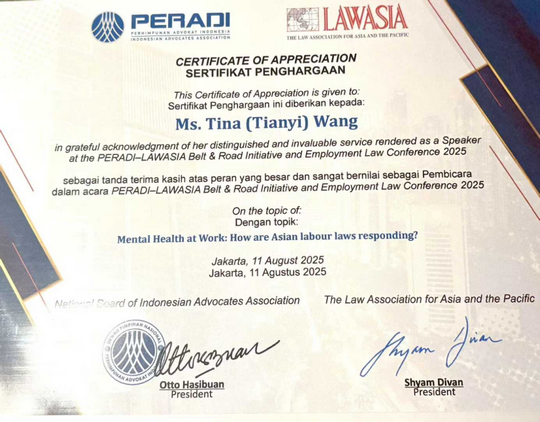 PERADI
PERHIMPUNAN ADVOKAT INDONESIA
INDONESIAN ADVOCATES ASSOCIATION
LAWASIA
THE LAW ASSOCIATION FOR ASIA AND THE PACIFIC
CERTIFICATE OF APPRECIATION
SERTIFIKAT PENGHARGAAN
This Certificate of Appreciation is given to:
Sertifikat Penghargaan ini diberikan kepada:
Ms. Tina (Tianyi) Wang
in grateful acknowledgment of her distinguished and invaluable service rendered as a Speaker
at the PERADI–LAWASIA Belt & Road Initiative and Employment Law Conference 2025
sebagai tanda terima kasih atas peran yang besar dan sangat bernilai sebagai Pembicara
dalam acara PERADI–LAWASIA Belt & Road Initiative and Employment Law Conference 2025
On the topic of:
Dengan topik:
Mental Health at Work: How are Asian labour laws responding?
Jakarta, 11 August 2025
Jakarta, 11 Agustus 2025
National Board of Indonesian Advocates Association
The Law Association for Asia and the Pacific
Ottohasibuan
Shyam Divan
Otto Hasibuan
President
Shyam Divan
President